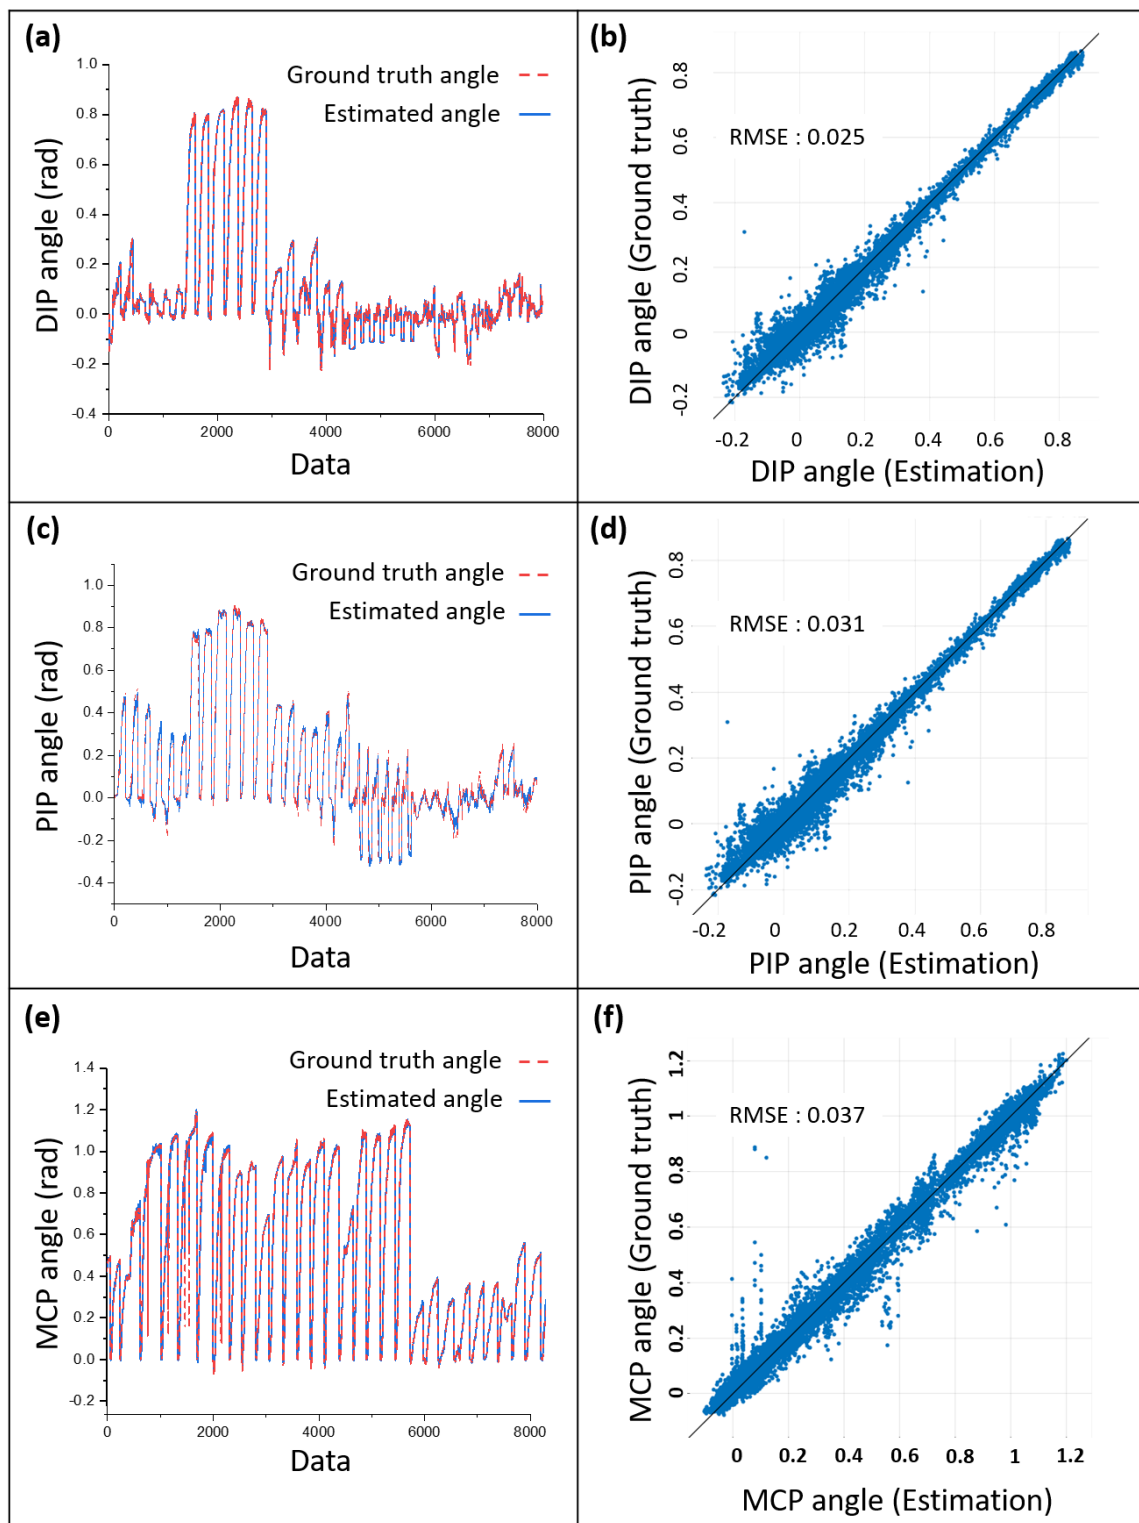 (a)
Ground truth angle
Estimated angle
DIP angle (rad)
1.0
0.8
0.6
0.4
0.2
0.0
-0.2
-0.4
0
2000
4000
6000
8000
Data
(b)
RMSE : 0.025
DIP angle (Ground truth)
0.8
0.6
0.4
0.2
0
-0.2
-0.2
0
0.2
0.4
0.6
0.8
DIP angle (Estimation)
(c)
Ground truth angle
Estimated angle
PIP angle (rad)
1.0
0.8
0.6
0.4
0.2
0.0
-0.2
-0.4
0
2000
4000
6000
8000
Data
(d)
RMSE : 0.031
PIP angle (Ground truth)
0.8
0.6
0.4
0.2
0
-0.2
-0.2
0
0.2
0.4
0.6
0.8
PIP angle (Estimation)
(e)
Ground truth angle
Estimated angle
MCP angle (rad)
1.4
1.2
1.0
0.8
0.6
0.4
0.2
0.0
-0.2
0
2000
4000
6000
8000
Data
(f)
RMSE : 0.037
MCP angle (Ground truth)
1.2
1
0.8
0.6
0.4
0.2
0
0
0.2
0.4
0.6
0.8
1
1.2
MCP angle (Estimation)